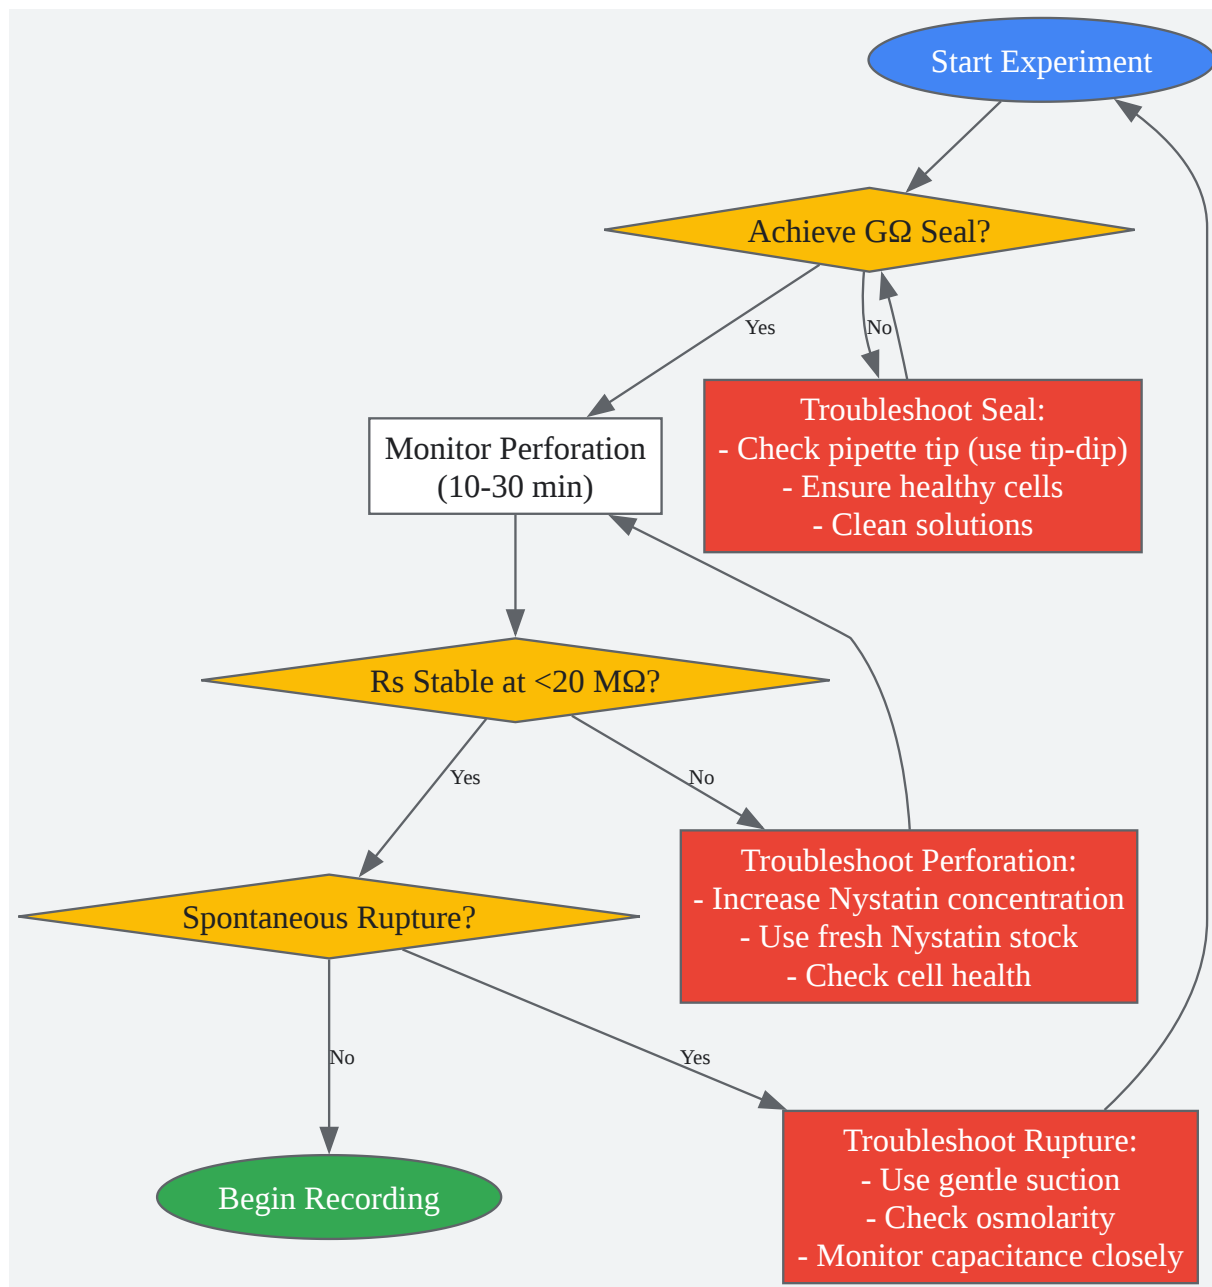 Start Experiment
Achieve GΩ Seal?
Yes
No
Troubleshoot Seal:
- Check pipette tip (use tip-dip)
- Ensure healthy cells
- Clean solutions
Monitor Perforation
(10-30 min)
Rs Stable at <20 MΩ?
Yes
No
Troubleshoot Perforation:
- Increase Nystatin concentration
- Use fresh Nystatin stock
- Check cell health
Spontaneous Rupture?
No
Yes
Troubleshoot Rupture:
- Use gentle suction
- Check osmolarity
- Monitor capacitance closely
Begin Recording